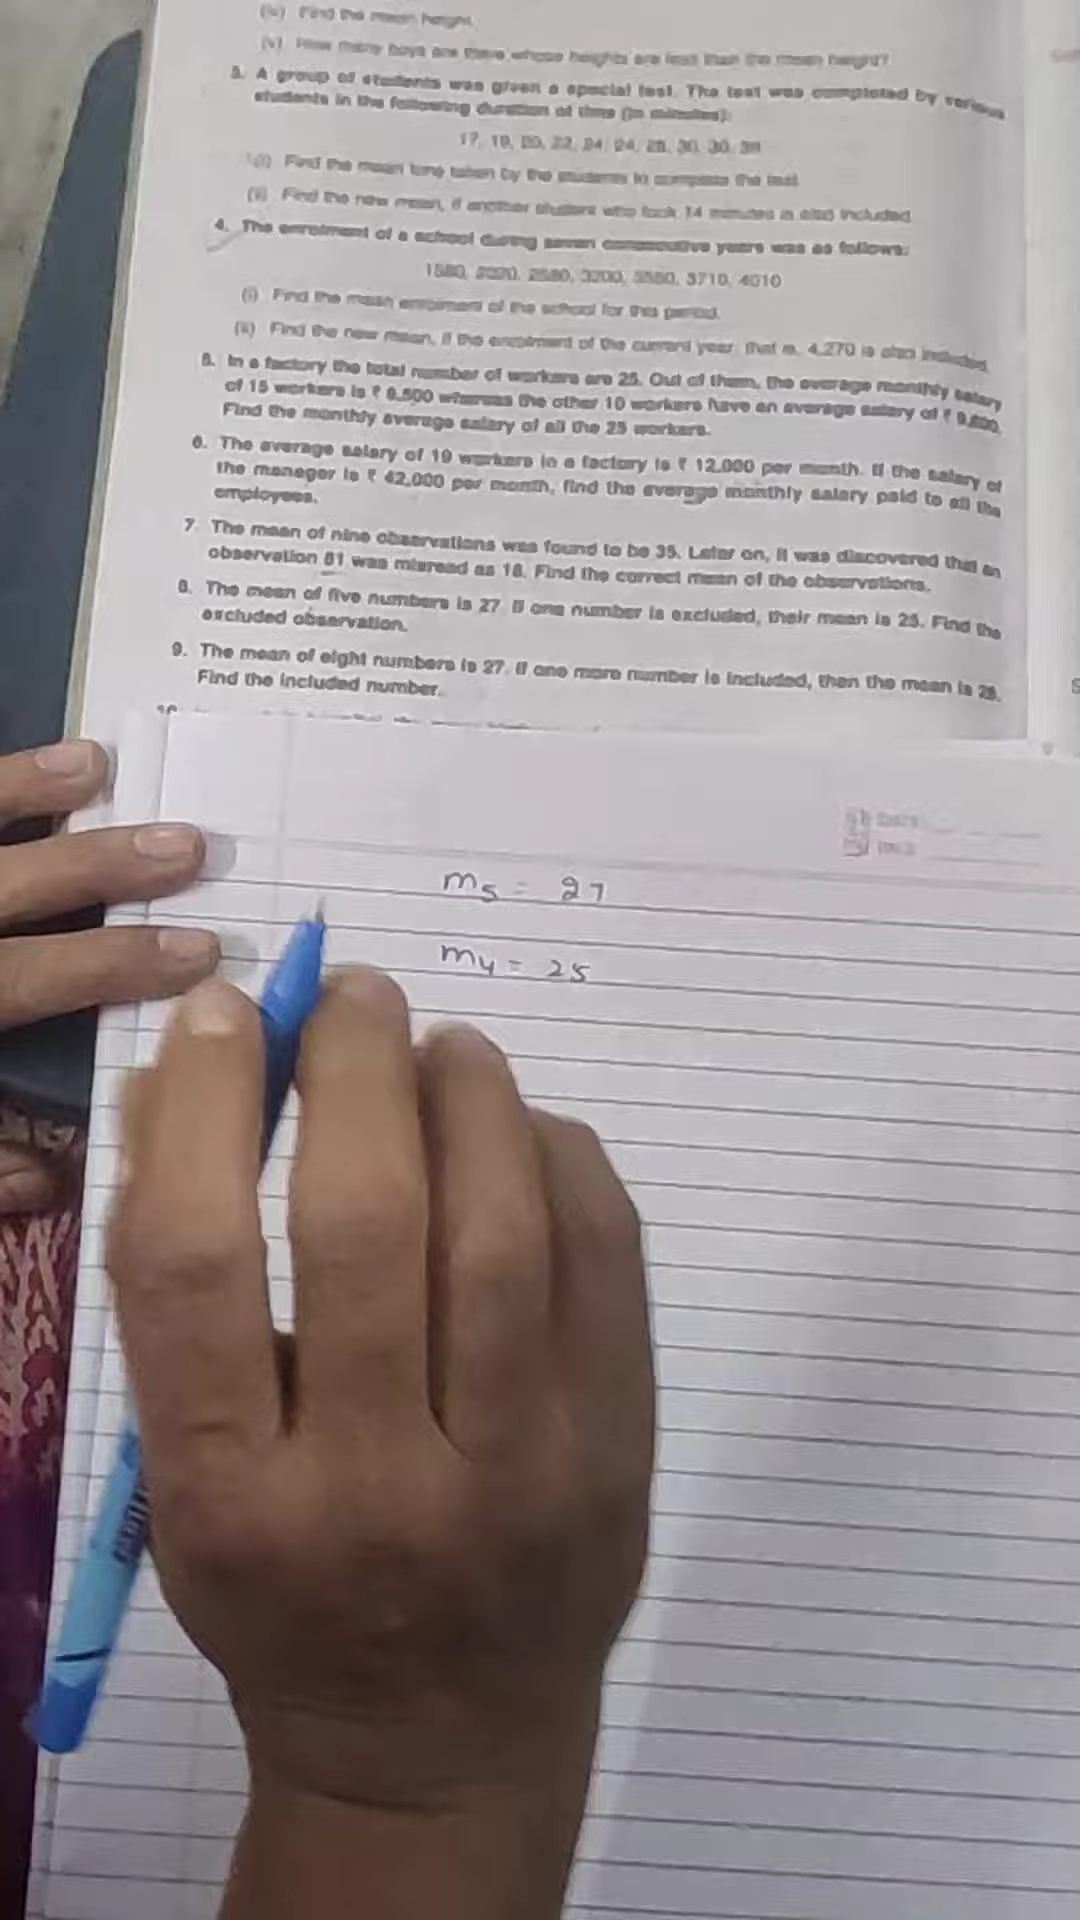 (iv) Find the mean height.
(v) How many boys are there whose heights are less than the mean height?
3. A group of students was given a special test. The test was completed by various
students in the following duration of time (in minutes):
17, 19, 20, 22, 24, 24, 28, 30, 30, 36
(i) Find the mean time taken by the students to complete the test.
(ii) Find the new mean, if another student who took 14 minutes is also included.
4. The enrolment of a school during seven consecutive years was as follows:
1580, 2020, 2580, 3200, 3550, 3710, 4010
(i) Find the mean enrolment of the school for this period.
(ii) Find the new mean, if the enrolment of the current year, that is, 4,270 is also included.
5. In a factory the total number of workers are 25. Out of them, the average monthly salary
of 15 workers is ₹ 8,500 whereas the other 10 workers have an average salary of ₹
Find the monthly average salary of all the 25 workers.
6. The average salary of 19 workers in a factory is ₹ 12,000 per month. If the salary of
the manager is ₹ 42,000 per month, find the average monthly salary paid to all the
employees.
7. The mean of nine observations was found to be 35. Later on, it was discovered that an
observation 81 was misread as 18. Find the correct mean of the observations.
8. The mean of five numbers is 27. If one number is excluded, their mean is 25. Find the
excluded observation.
9. The mean of eight numbers is 27. If one more number is included, then the mean is
Find the included number.
m5 = 27
m4 = 25